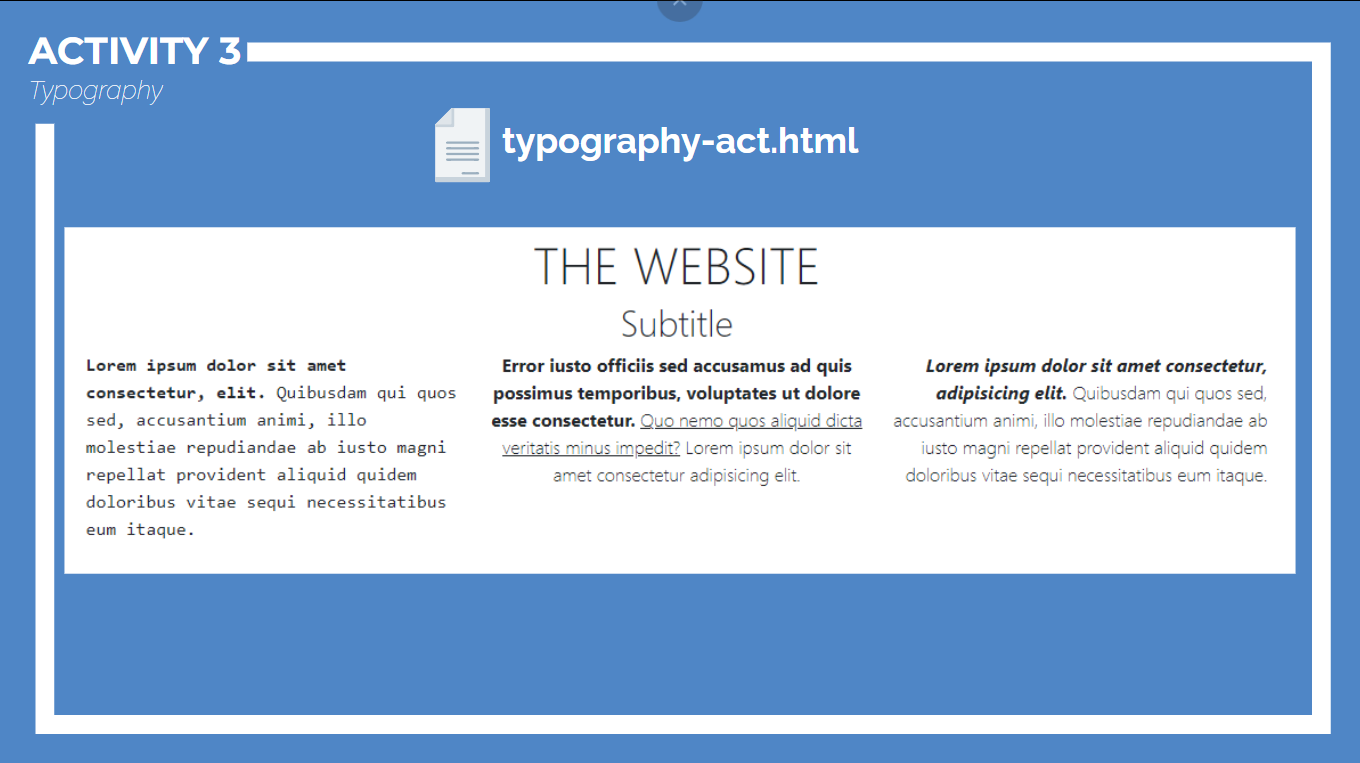 ACTIVITY 3
Typography
typography-act.html
THE WEBSITE
Subtitle
Lorem ipsum dolor sit amet
consectetur, elit. Quibusdam qui quos
sed, accusantium animi, illo
molestiae repudiandae ab iusto magni
repellat provident aliquid quidem
doloribus vitae sequi necessitatibus
eum itaque.
Error iusto officiis sed accusamus ad quis
possimus temporibus, voluptates ut dolore
esse consectetur. Quo nemo quos aliquid dicta
veritatis minus impedit? Lorem ipsum dolor sit
amet consectetur adipisicing elit.
Lorem ipsum dolor sit amet consectetur,
adipisicing elit. Quibusdam qui quos sed,
accusantium animi, illo molestiae repudiandae ab
iusto magni repellat provident aliquid quidem
doloribus vitae sequi necessitatibus eum itaque.